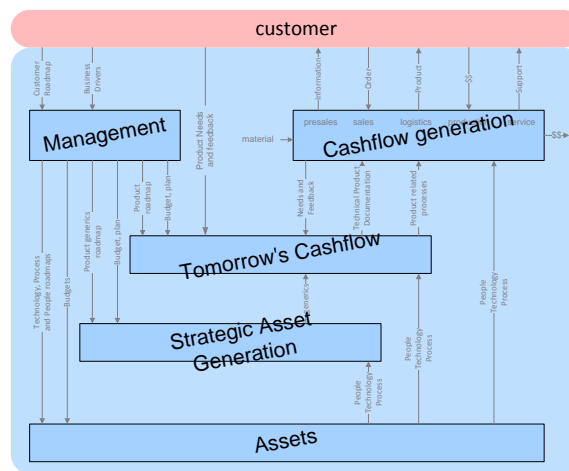 customer
Customer
Roadmap
Business
Drivers
Product Needs
and feedback
Information
Order
Product
$$
Support
Management
material
presales
sales
logistics
service
Cashflow generation
$$
Product
roadmap
Budget, plan
Needs and
Feedback
Technical Product
Documentation
Product related
processes
Technology, Process
and People roadmaps
Budgets
Product generics
roadmap
Budget, plan
Tomorrow's Cashflow
generics
People
Technology
Process
Strategic Asset
Generation
People
Technology
Process
People
Technology
Process
Assets